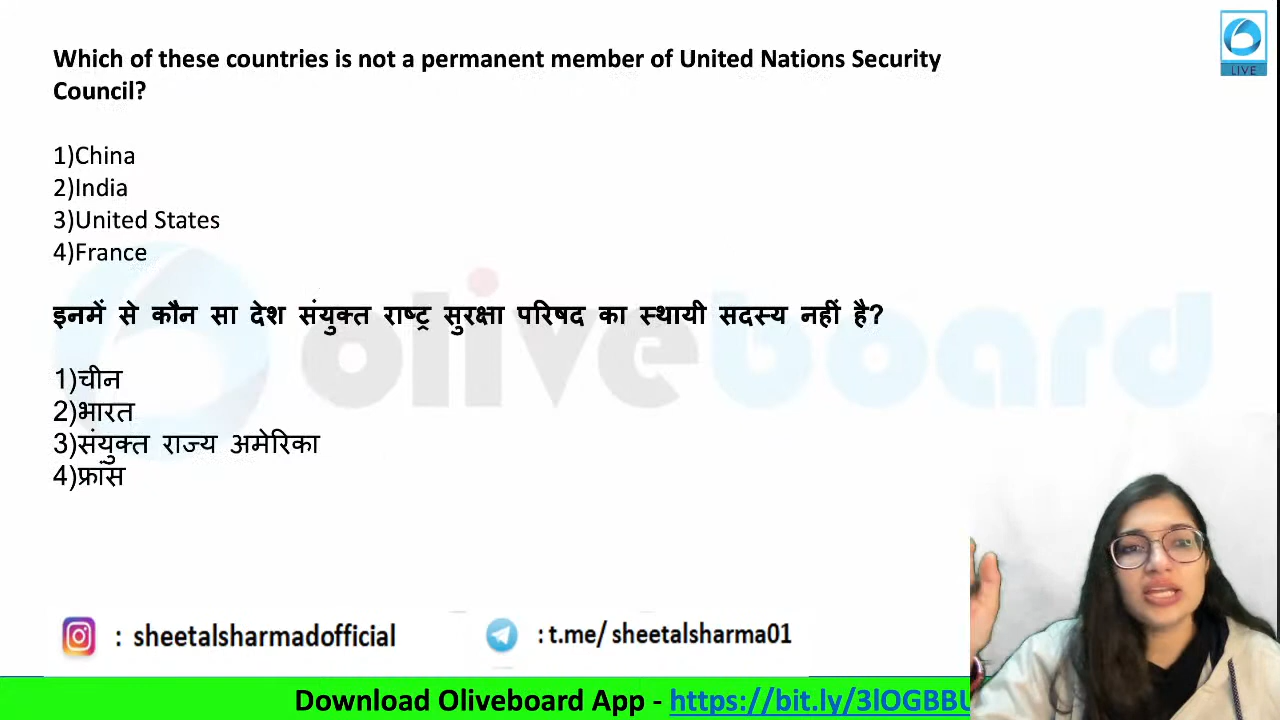 LIVE
Which of these countries is not a permanent member of United Nations Security
Council?
1)China
2)India
3)United States
4)France
oliveboard
इनमें से कौन सा देश संयुक्त राष्ट्र सुरक्षा परिषद का स्थायी सदस्य नहीं है?
1)चीन
2)भारत
3)संयुक्त राज्य अमेरिका
4)फ्रांस
: sheetalsharmadofficial
: t.me/ sheetalsharma01
Download Oliveboard App - https://bit.ly/3lOGBBU